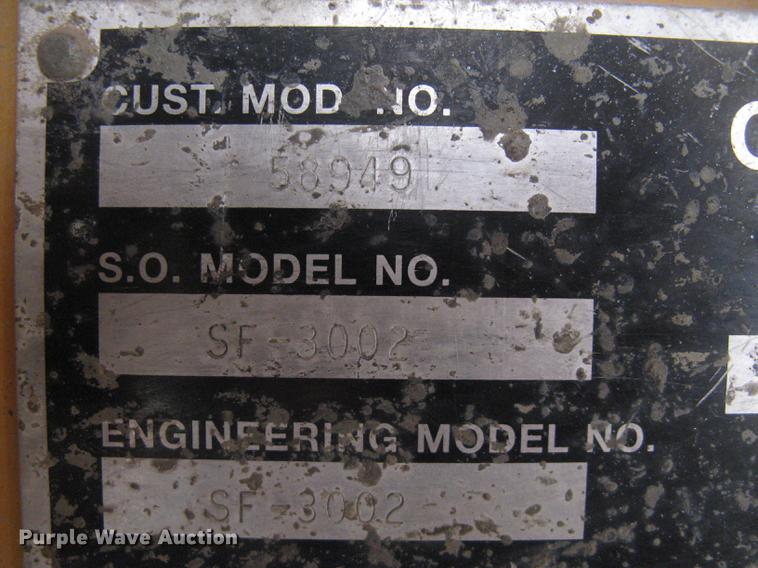 CUST. MOD NO.
58949
S.O. MODEL NO.
SF-3002
ENGINEERING MODEL NO.
SF-3002
Purple Wave Auction